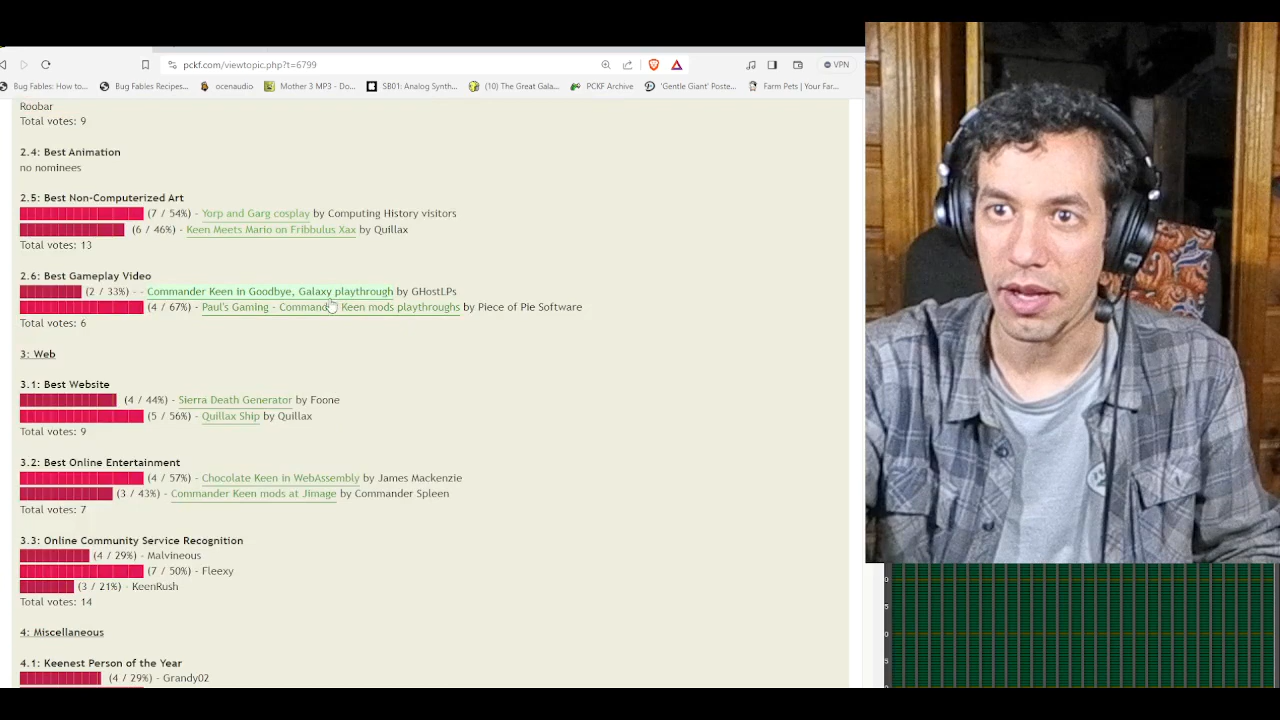 pckf.com/viewtopic.php?t=6799
VPN
Bug Fables: How to...
Bug Fables Recipes...
ocenaudio
Mother 3 MP3 - Do...
SB01: Analog Synth...
(10) The Great Gala...
PCKF Archive
'Gentle Giant' Poste...
Farm Pets | Your Far...
Roobar
Total votes: 9
2.4: Best Animation
no nominees
2.5: Best Non-Computerized Art
(7 / 54%) - Yorp and Garg cosplay by Computing History visitors
(6 / 46%) - Keen Meets Mario on Fribbulus Xax by Quillax
Total votes: 13
2.6: Best Gameplay Video
(2 / 33%) - - Commander Keen in Goodbye, Galaxy playthrough by GHostLPs
(4 / 67%) - Paul's Gaming - Commander Keen mods playthroughs by Piece of Pie Software
Total votes: 6
3: Web
3.1: Best Website
(4 / 44%) - Sierra Death Generator by Foone
(5 / 56%) - Quillax Ship by Quillax
Total votes: 9
3.2: Best Online Entertainment
(4 / 57%) - Chocolate Keen in WebAssembly by James Mackenzie
(3 / 43%) - Commander Keen mods at Jimage by Commander Spleen
Total votes: 7
3.3: Online Community Service Recognition
(4 / 29%) - Malvineous
(7 / 50%) - Fleexy
(3 / 21%) - KeenRush
Total votes: 14
4: Miscellaneous
4.1: Keenest Person of the Year
(4 / 29%) - Grandy02
0
5
0
5